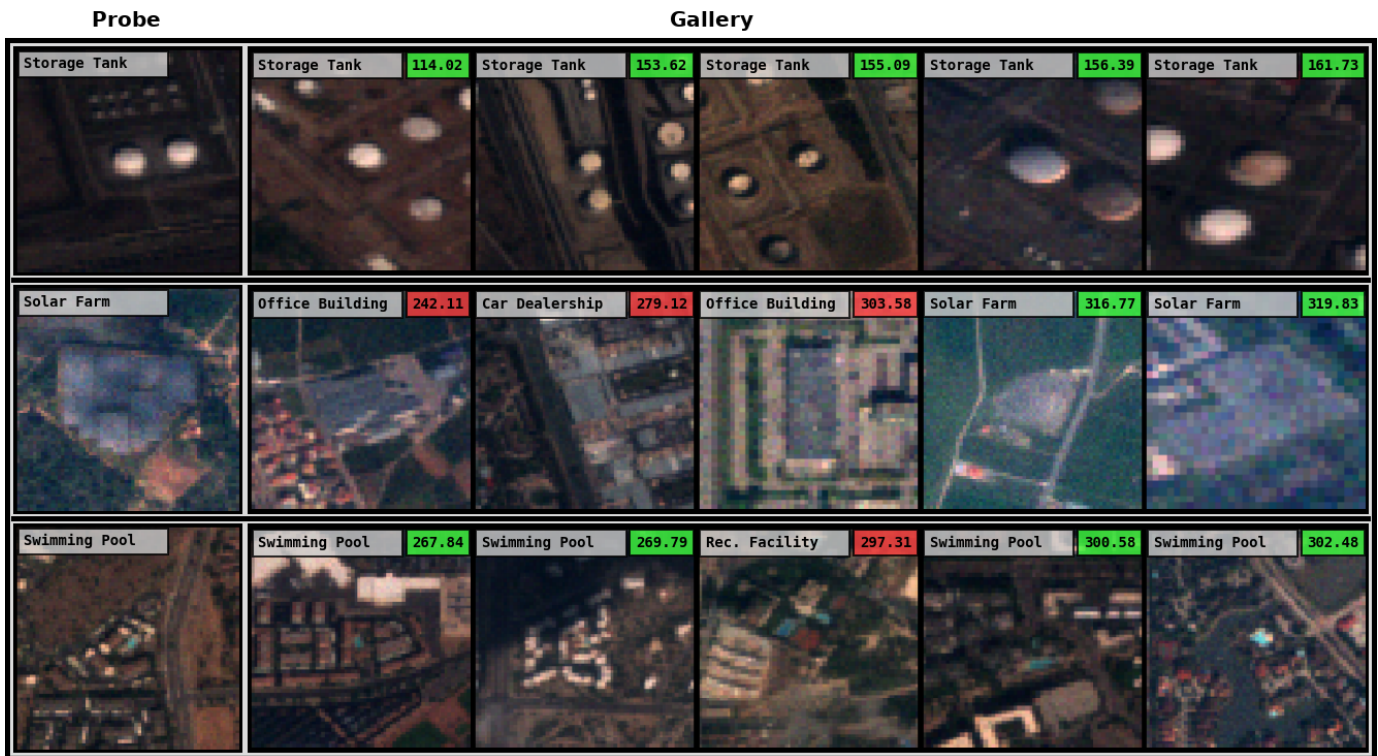 Probe Gallery
Storage Tank Storage Tank 114.02 Storage Tank 153.62 Storage Tank 155.09 Storage Tank 156.39 Storage Tank 161.73
Solar Farm Office Building 242.11 Car Dealership 279.12 Office Building 303.58 Solar Farm 316.77 Solar Farm 319.83
Swimming Pool Swimming Pool 267.84 Swimming Pool 269.79 Rec. Facility 297.31 Swimming Pool 300.58 Swimming Pool 302.48